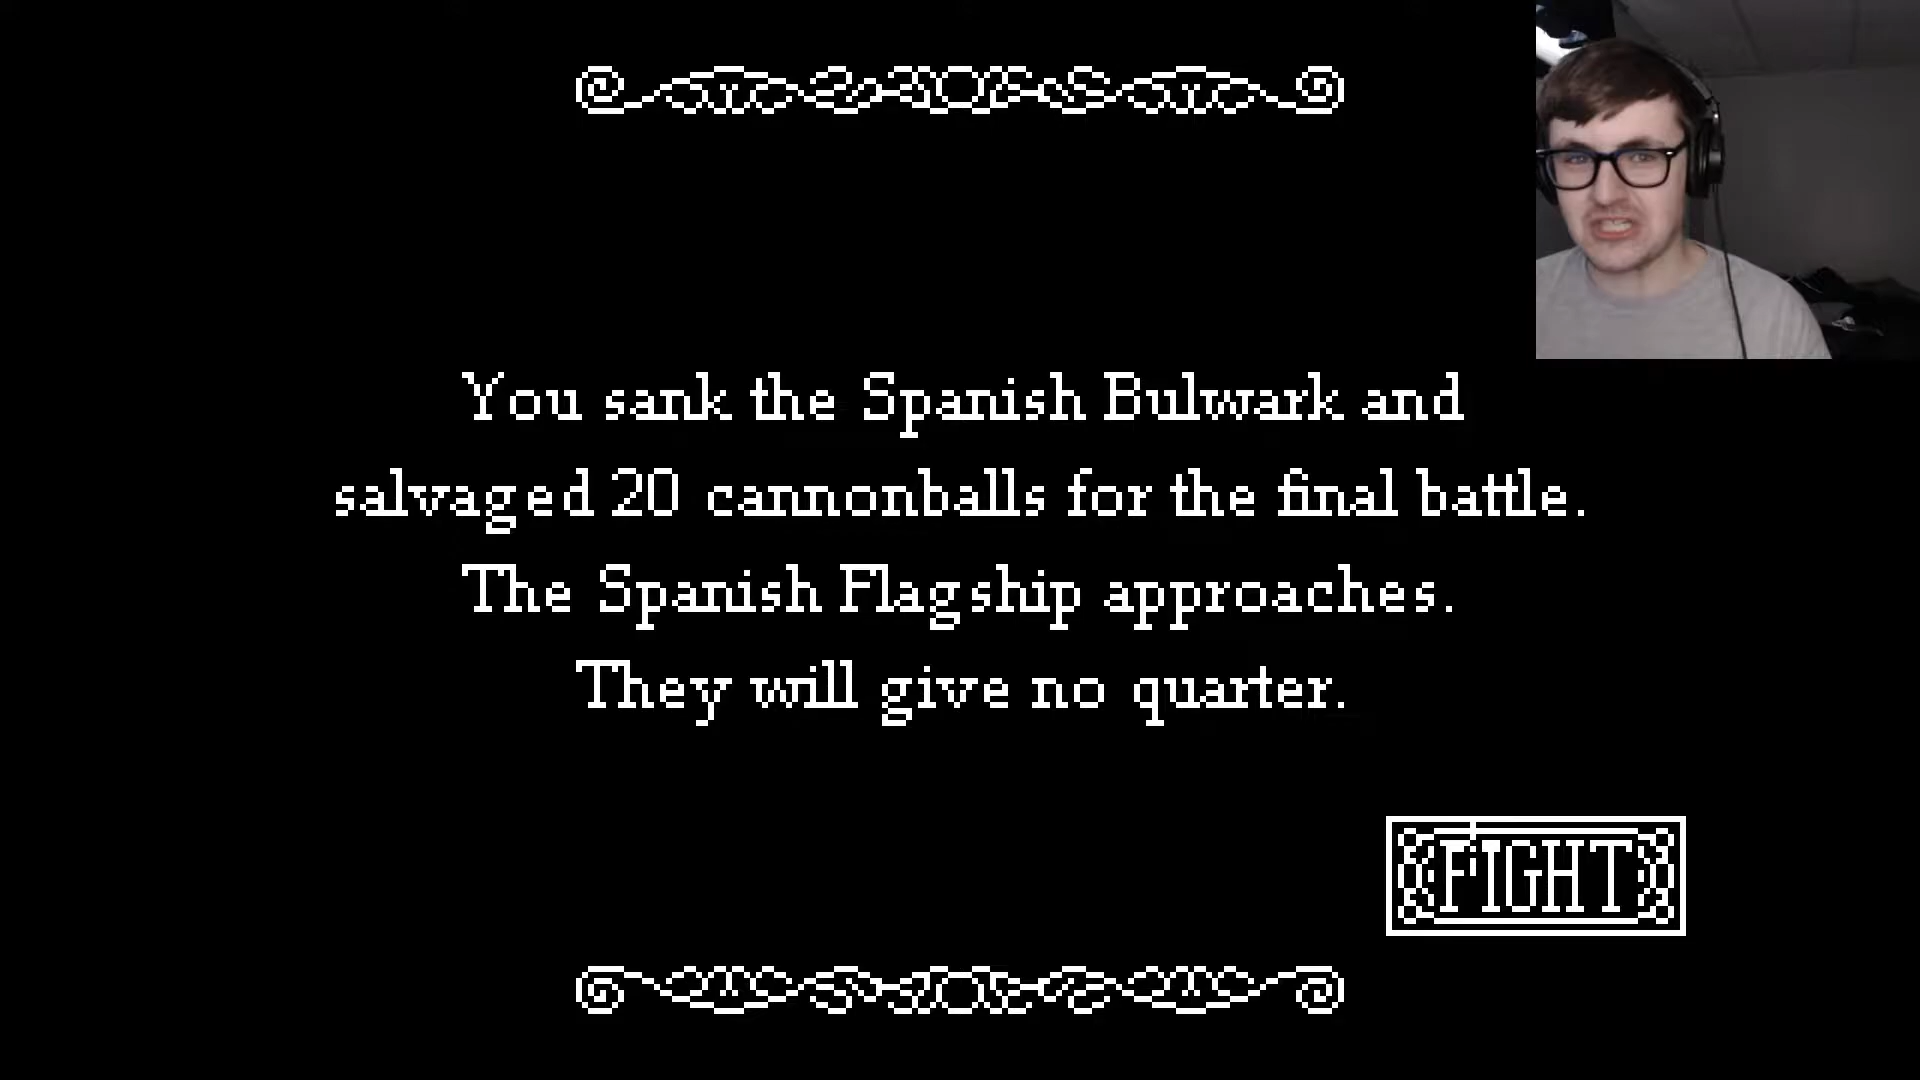 You sank the Spanish Bulwark and
salvaged 20 cannonballs for the final battle.
The Spanish Flagship approaches.
They will give no quarter.
FIGHT